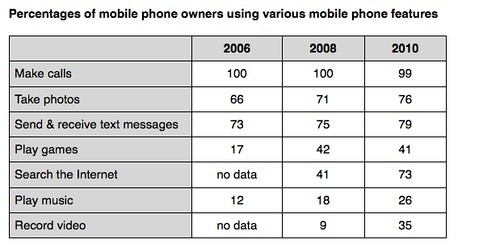 Percentages of mobile phone owners using various mobile phone features
2006 2008 2010
Make calls 100 100 99
Take photos 66 71 76
Send & receive text messages 73 75 79
Play games 17 42 41
Search the Internet no data 41 73
Play music 12 18 26
Record video no data 9 35